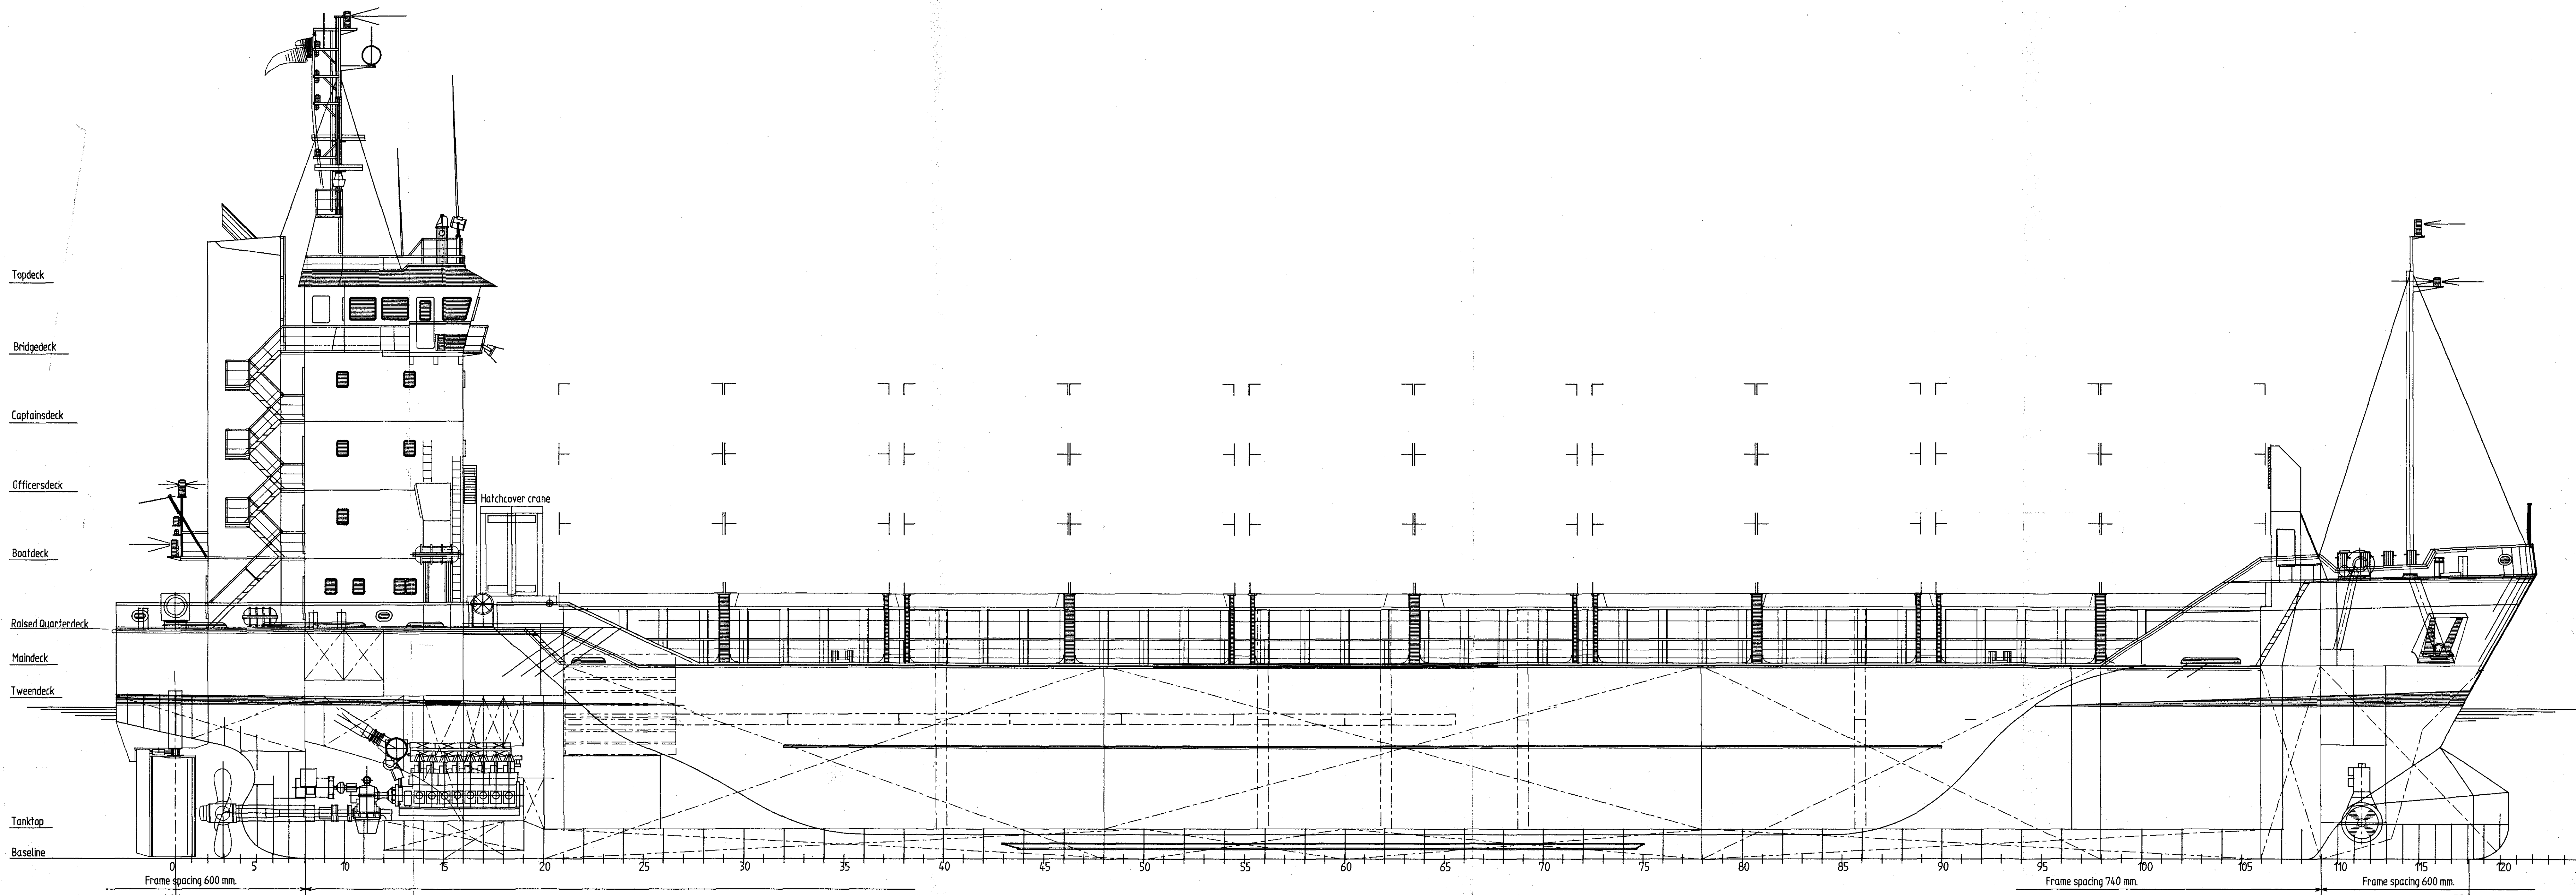 Topdeck
Bridgedeck
Captainsdeck
Officersdeck
Hatchcover crane
Boatdeck
Raised Quarterdeck
Maindeck
Tweendeck
Tanktop
Baseline
0 5 10 15 20 25 30 35 40 45 50 55 60 65 70 75 80 85 90 95 100 105 110 115 120
Frame spacing 600 mm. Frame spacing 740 mm. Frame spacing 600 mm.